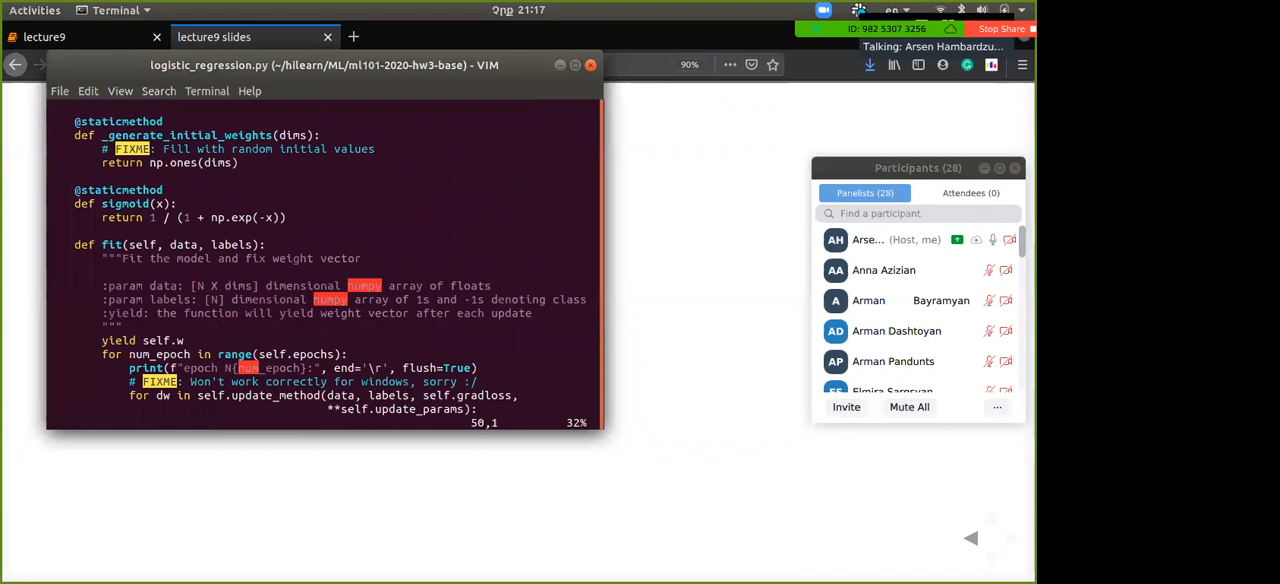 Activities
Terminal
Չրք 21:17
en
lecture9
lecture9 slides
ID: 982 5307 3256
Stop Share
Talking: Arsen Hambardzu...
90%
logistic_regression.py (~/hilearn/ML/ml101-2020-hw3-base) - VIM
File Edit View Search Terminal Help
@staticmethod
def _generate_initial_weights(dims):
# FIXME: Fill with random initial values
return np.ones(dims)
@staticmethod
def sigmoid(x):
return 1 / (1 + np.exp(-x))
def fit(self, data, labels):
"""Fit the model and fix weight vector
:param data: [N X dims] dimensional numpy array of floats
:param labels: [N] dimensional numpy array of 1s and -1s denoting class
:yield: the function will yield weight vector after each update
"""
yield self.w
for num_epoch in range(self.epochs):
print(f"epoch N{num_epoch}:", end='\r', flush=True)
# FIXME: Won't work correctly for windows, sorry :/
for dw in self.update_method(data, labels, self.gradloss,
**self.update_params):
50,1 32%
Participants (28)
Panelists (28)
Attendees (0)
Find a participant
AH Arse... (Host, me)
AA Anna Azizian
A Arman Bayramyan
AD Arman Dashtoyan
AP Arman Pandunts
ES Elmira Sargsyan
Invite
Mute All
...